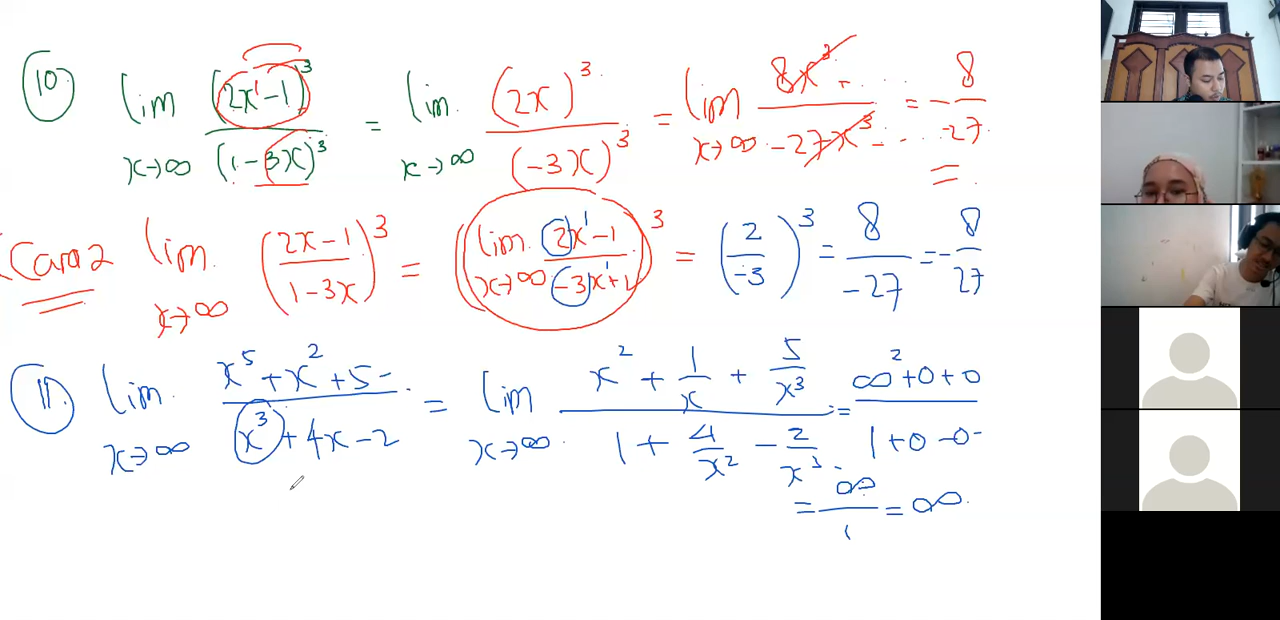 10 lim x→∞ (2x¹-1)³/(1-3x)³ = lim x→∞ (2x)³/(-3x)³ = lim x→∞ 8x³+.../-27x³-... = -8/-27
Cara 2 lim x→∞ ((2x-1)/(1-3x))³ = (lim x→∞ (2x¹-1)/(-3x¹+1))³ = (2/-3)³ = 8/-27 = -8/27
11. lim x→∞ (x⁵+x²+5)/(x³+4x-2) = lim x→∞ (x²+1/x+5/x³)/(1+4/x²-2/x³) = (∞²+0+0)/(1+0-0)
= ∞/1 = ∞